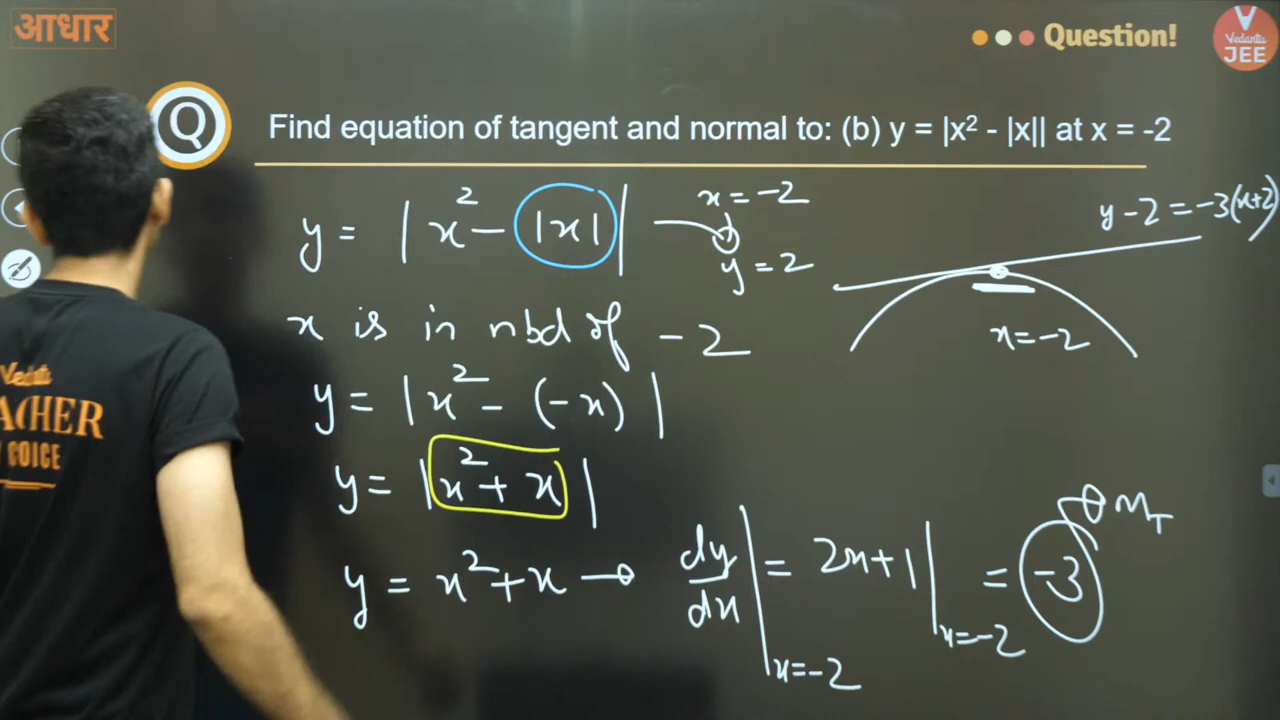 आधार
Question!
Vedantu
JEE
Q
Find equation of tangent and normal to: (b) y = |x² - |x|| at x = -2
y = | x² - |x| |
x = -2
y = 2
y - 2 = -3(x+2)
x = -2
x is in nbd of -2
y = | x² - (-x) |
y = | x² + x |
y = x² + x → dy/dx |x=-2 = 2x+1 |x=-2 = -3
M_T
CHER
OICE